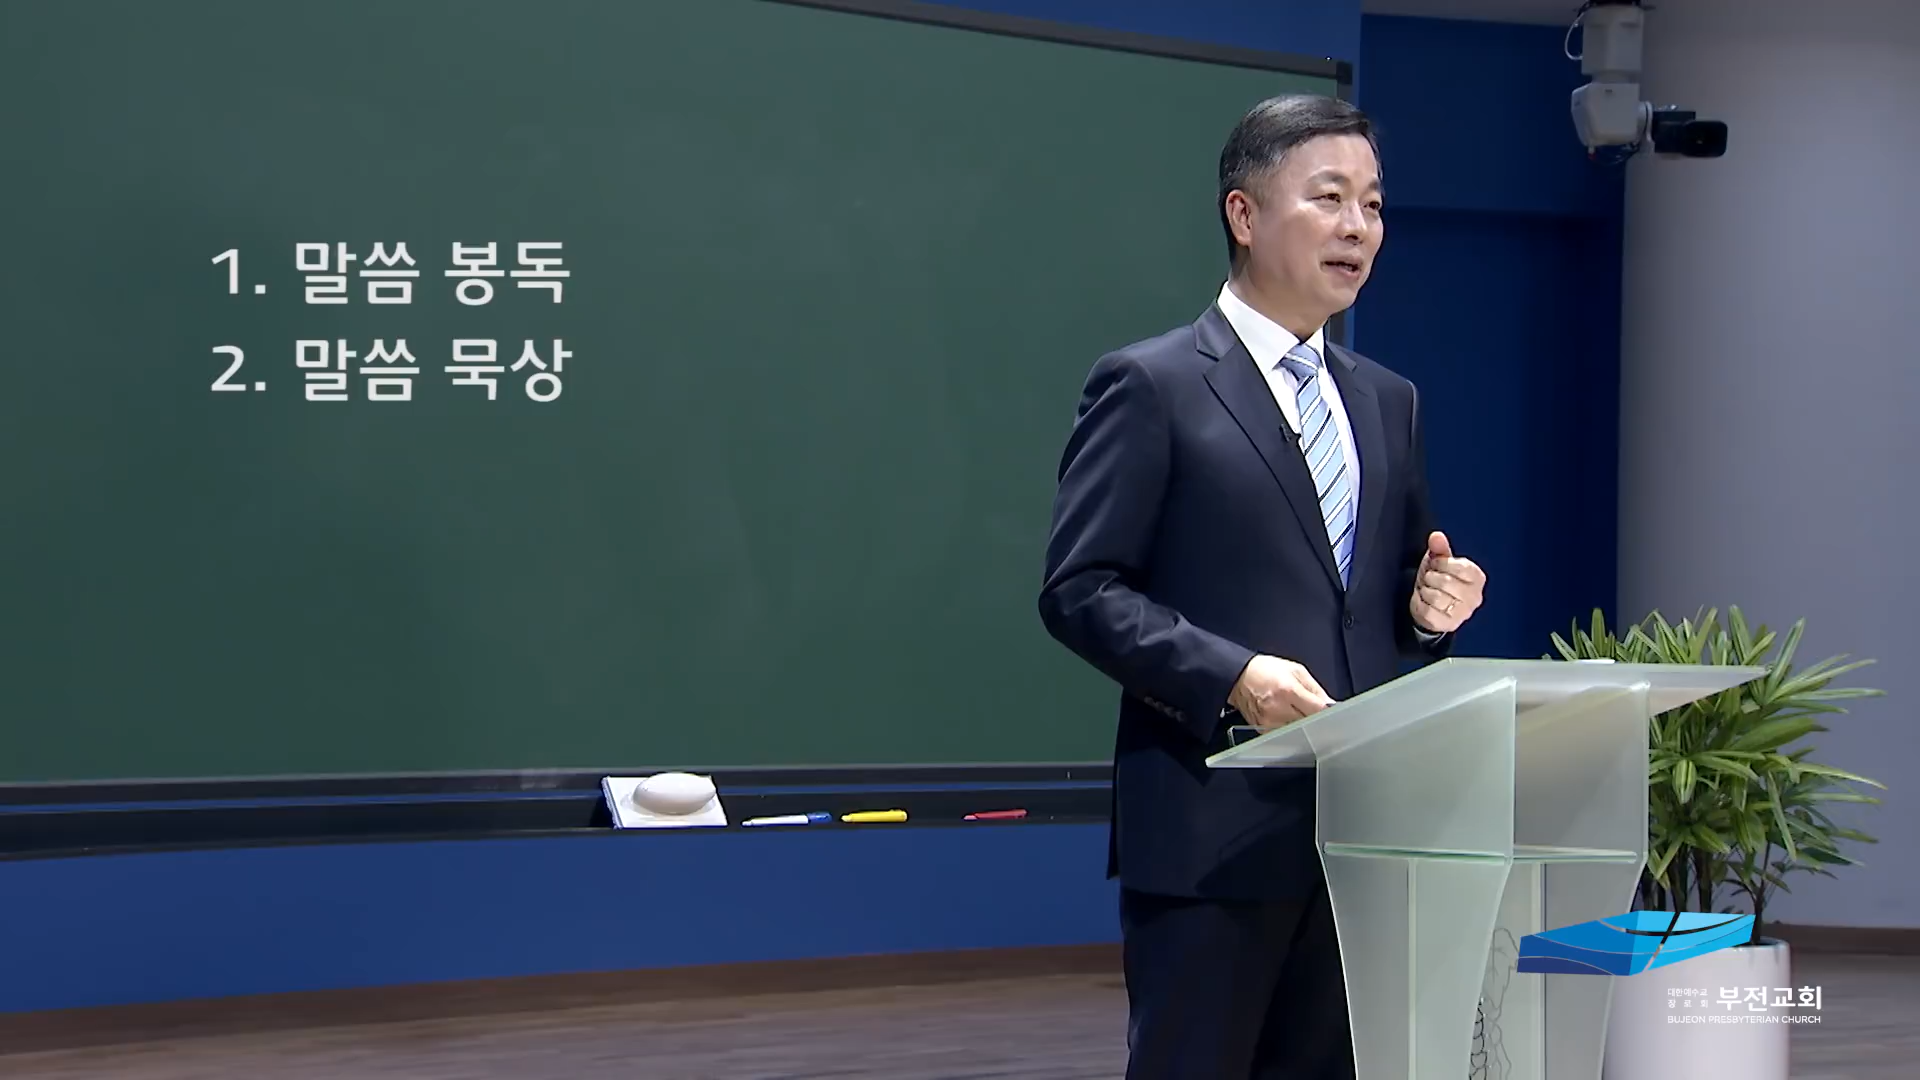 1. 말씀 봉독
2. 말씀 묵상
대한예수교
장로회 부전교회
BUJEON PRESBYTERIAN CHURCH